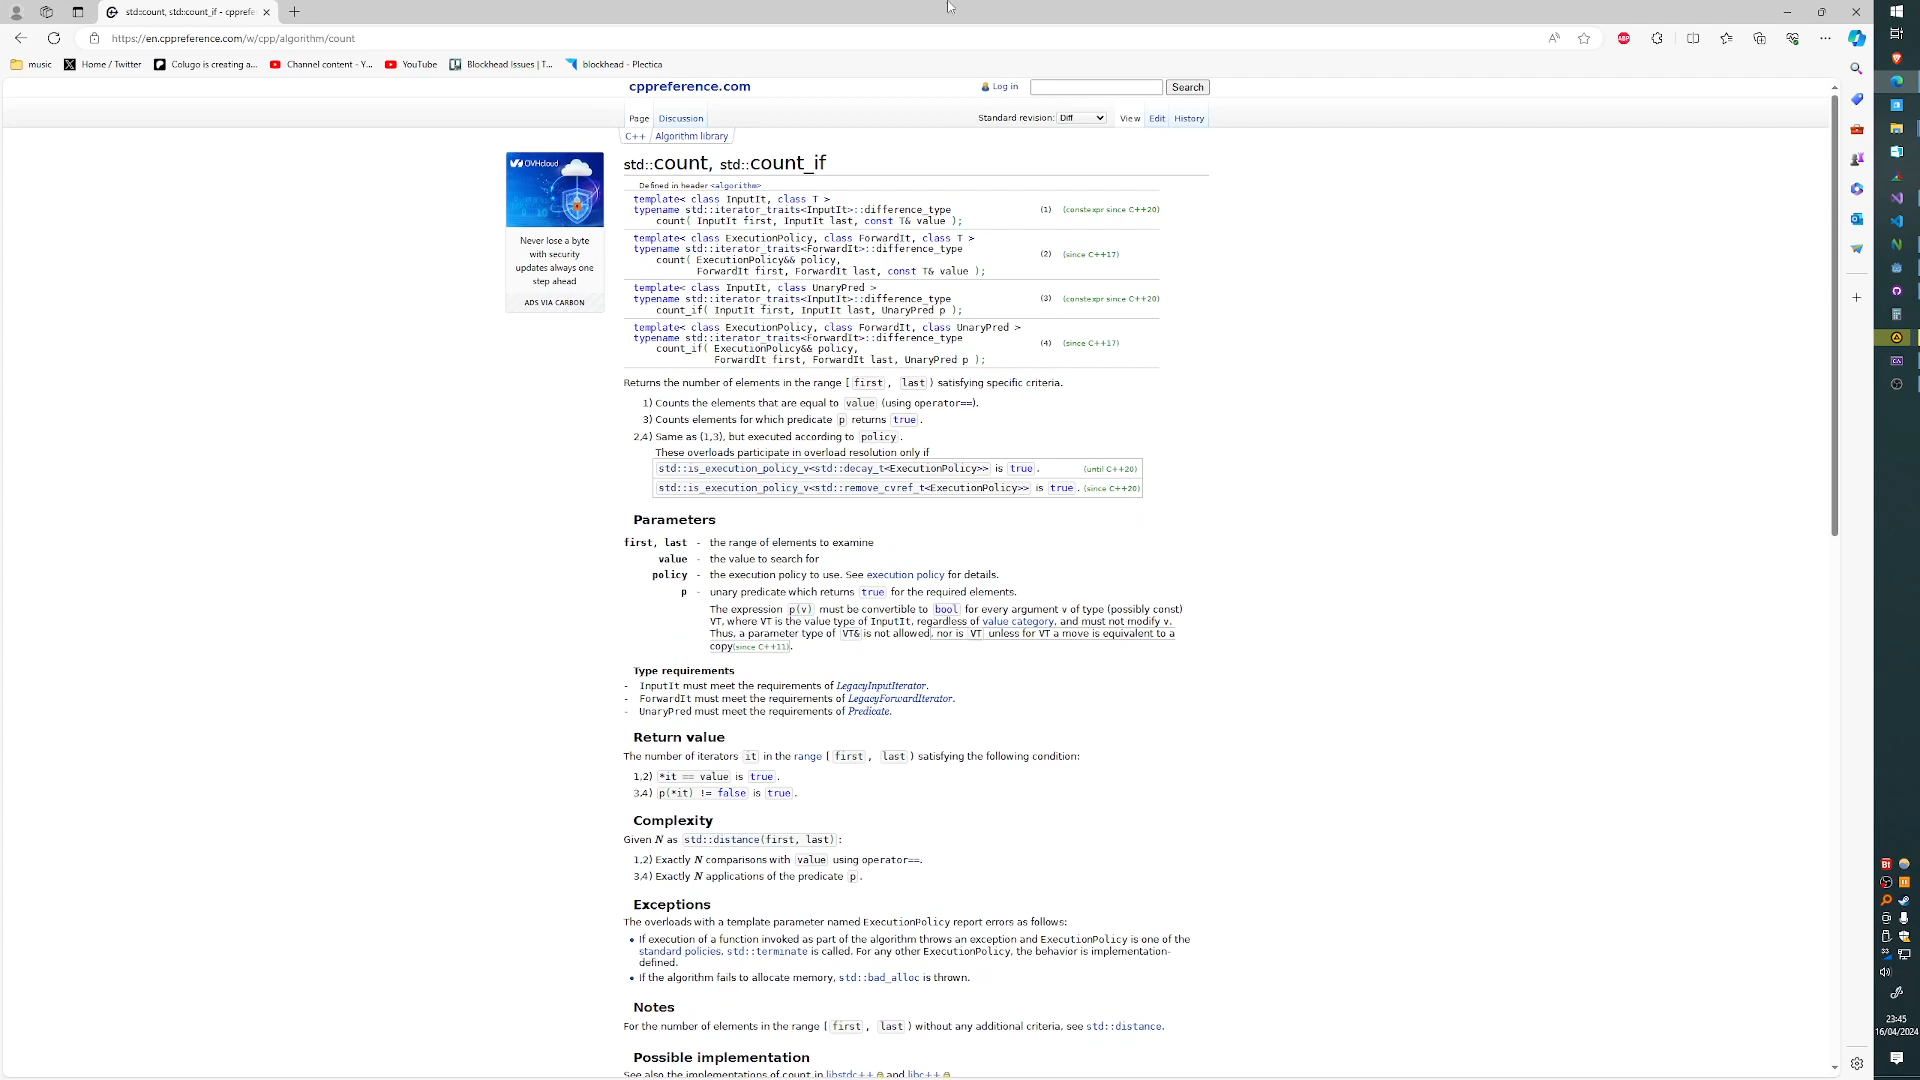 std::count, std::count_if - cpprefe
https://en.cppreference.com/w/cpp/algorithm/count
music
Home / Twitter
Colugo is creating a...
Channel content - Y...
YouTube
Blockhead Issues | T...
blockhead - Plectica
cppreference.com
Log in
Search
Page
Discussion
Standard revision: Diff
View
Edit
History
C++
Algorithm library
OVHcloud
Never lose a byte
with security
updates always one
step ahead
ADS VIA CARBON
std::count, std::count_if
Defined in header <algorithm>
template< class InputIt, class T >
typename std::iterator_traits<InputIt>::difference_type
count( InputIt first, InputIt last, const T& value );
(1) (constexpr since C++20)
template< class ExecutionPolicy, class ForwardIt, class T >
typename std::iterator_traits<ForwardIt>::difference_type
count( ExecutionPolicy&& policy,
ForwardIt first, ForwardIt last, const T& value );
(2) (since C++17)
template< class InputIt, class UnaryPred >
typename std::iterator_traits<InputIt>::difference_type
count_if( InputIt first, InputIt last, UnaryPred p );
(3) (constexpr since C++20)
template< class ExecutionPolicy, class ForwardIt, class UnaryPred >
typename std::iterator_traits<ForwardIt>::difference_type
count_if( ExecutionPolicy&& policy,
ForwardIt first, ForwardIt last, UnaryPred p );
(4) (since C++17)
Returns the number of elements in the range [first, last) satisfying specific criteria.
1) Counts the elements that are equal to value (using operator==).
3) Counts elements for which predicate p returns true.
2,4) Same as (1,3), but executed according to policy.
These overloads participate in overload resolution only if
std::is_execution_policy_v<std::decay_t<ExecutionPolicy>> is true. (until C++20)
std::is_execution_policy_v<std::remove_cvref_t<ExecutionPolicy>> is true. (since C++20)
Parameters
first, last - the range of elements to examine
value - the value to search for
policy - the execution policy to use. See execution policy for details.
p - unary predicate which returns true for the required elements.
The expression p(v) must be convertible to bool for every argument v of type (possibly const)
VT, where VT is the value type of InputIt, regardless of value category, and must not modify v.
Thus, a parameter type of VT& is not allowed, nor is VT unless for VT a move is equivalent to a
copy(since C++11).
Type requirements
- InputIt must meet the requirements of LegacyInputIterator.
- ForwardIt must meet the requirements of LegacyForwardIterator.
- UnaryPred must meet the requirements of Predicate.
Return value
The number of iterators it in the range [first, last) satisfying the following condition:
1,2) *it == value is true.
3,4) p(*it) != false is true.
Complexity
Given N as std::distance(first, last):
1,2) Exactly N comparisons with value using operator==.
3,4) Exactly N applications of the predicate p.
Exceptions
The overloads with a template parameter named ExecutionPolicy report errors as follows:
• If execution of a function invoked as part of the algorithm throws an exception and ExecutionPolicy is one of the
standard policies, std::terminate is called. For any other ExecutionPolicy, the behavior is implementation-
defined.
• If the algorithm fails to allocate memory, std::bad_alloc is thrown.
Notes
For the number of elements in the range [first, last) without any additional criteria, see std::distance.
Possible implementation
See also the implementations of count in libstdc++ and libc++
23:45
16/04/2024